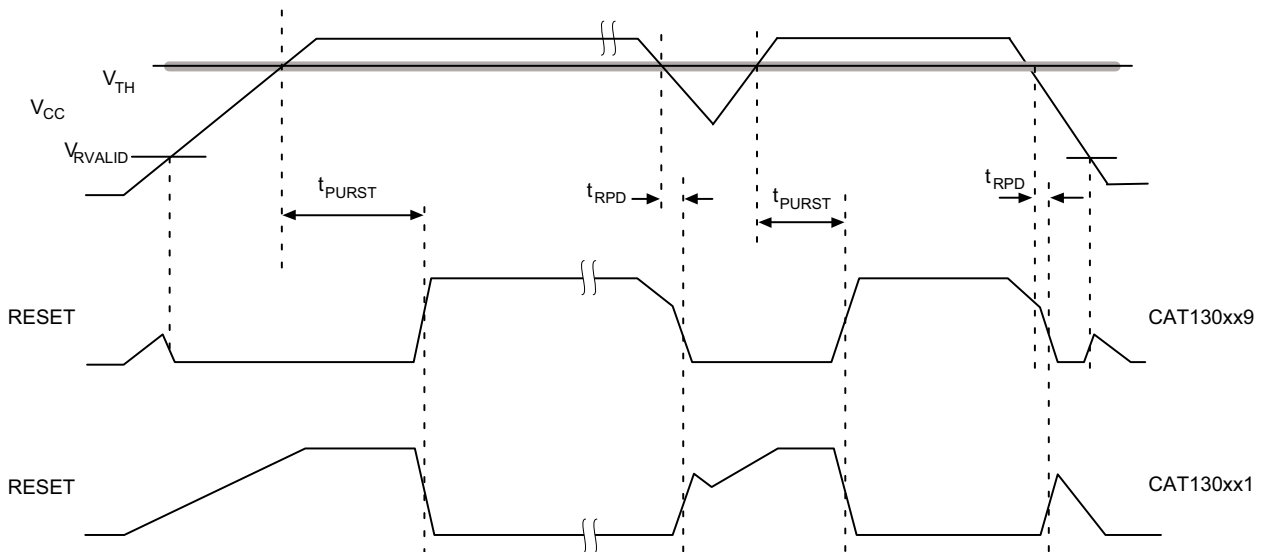 V_TH
V_CC
V_RVALID
t_PURST
t_RPD
t_PURST
t_RPD
RESET
CAT130xx9
RESET
CAT130xx1